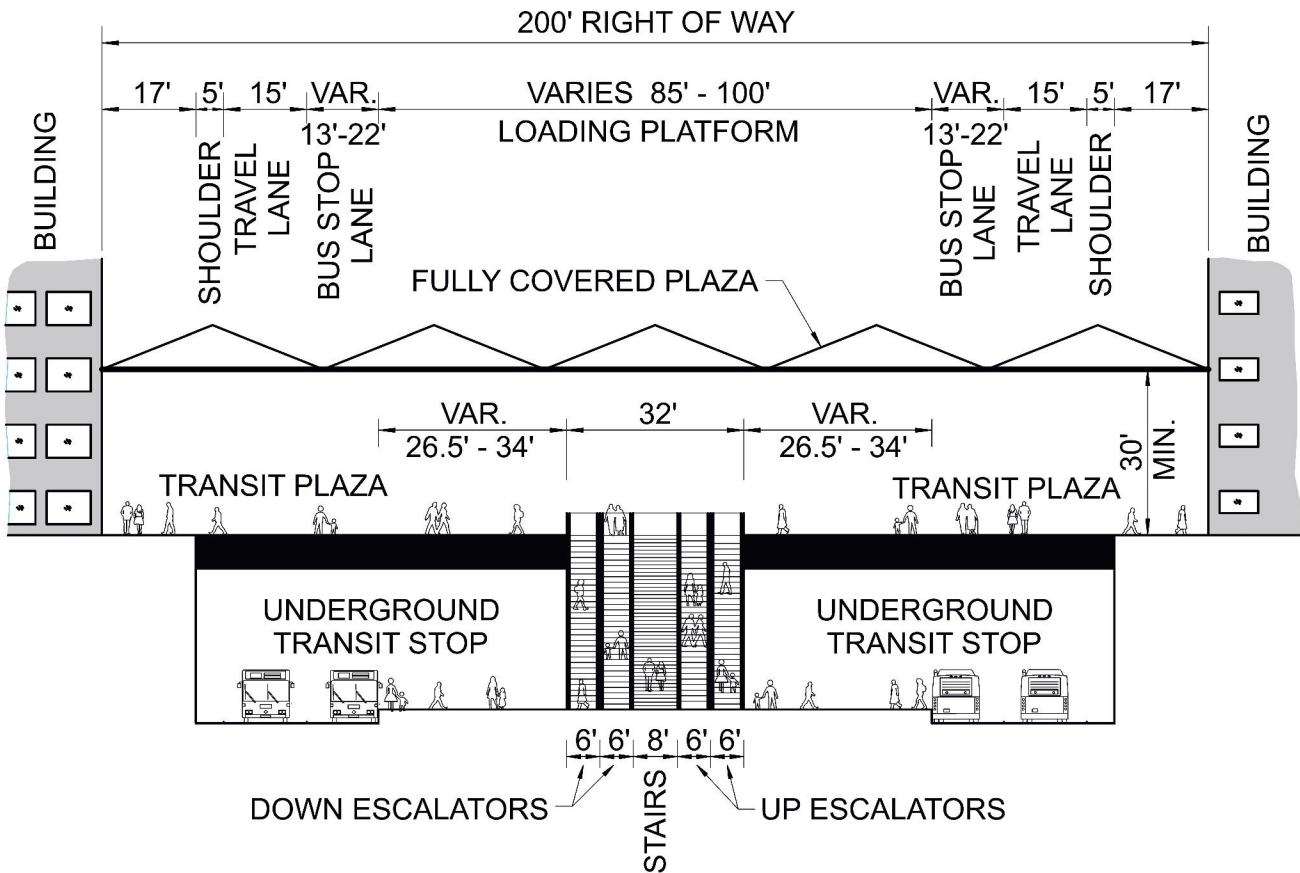 200' RIGHT OF WAY
17'
5'
15'
VAR.
13'-22'
VARIES 85' - 100'
LOADING PLATFORM
VAR.
13'-22'
15'
5'
17'
BUILDING
SHOULDER
TRAVEL
LANE
BUS STOP
LANE
BUS STOP
LANE
TRAVEL
LANE
SHOULDER
BUILDING
FULLY COVERED PLAZA
VAR.
26.5' - 34'
32'
VAR.
26.5' - 34'
30'
MIN.
TRANSIT PLAZA
TRANSIT PLAZA
UNDERGROUND
TRANSIT STOP
UNDERGROUND
TRANSIT STOP
6'
6'
8'
6'
6'
DOWN ESCALATORS
STAIRS
UP ESCALATORS